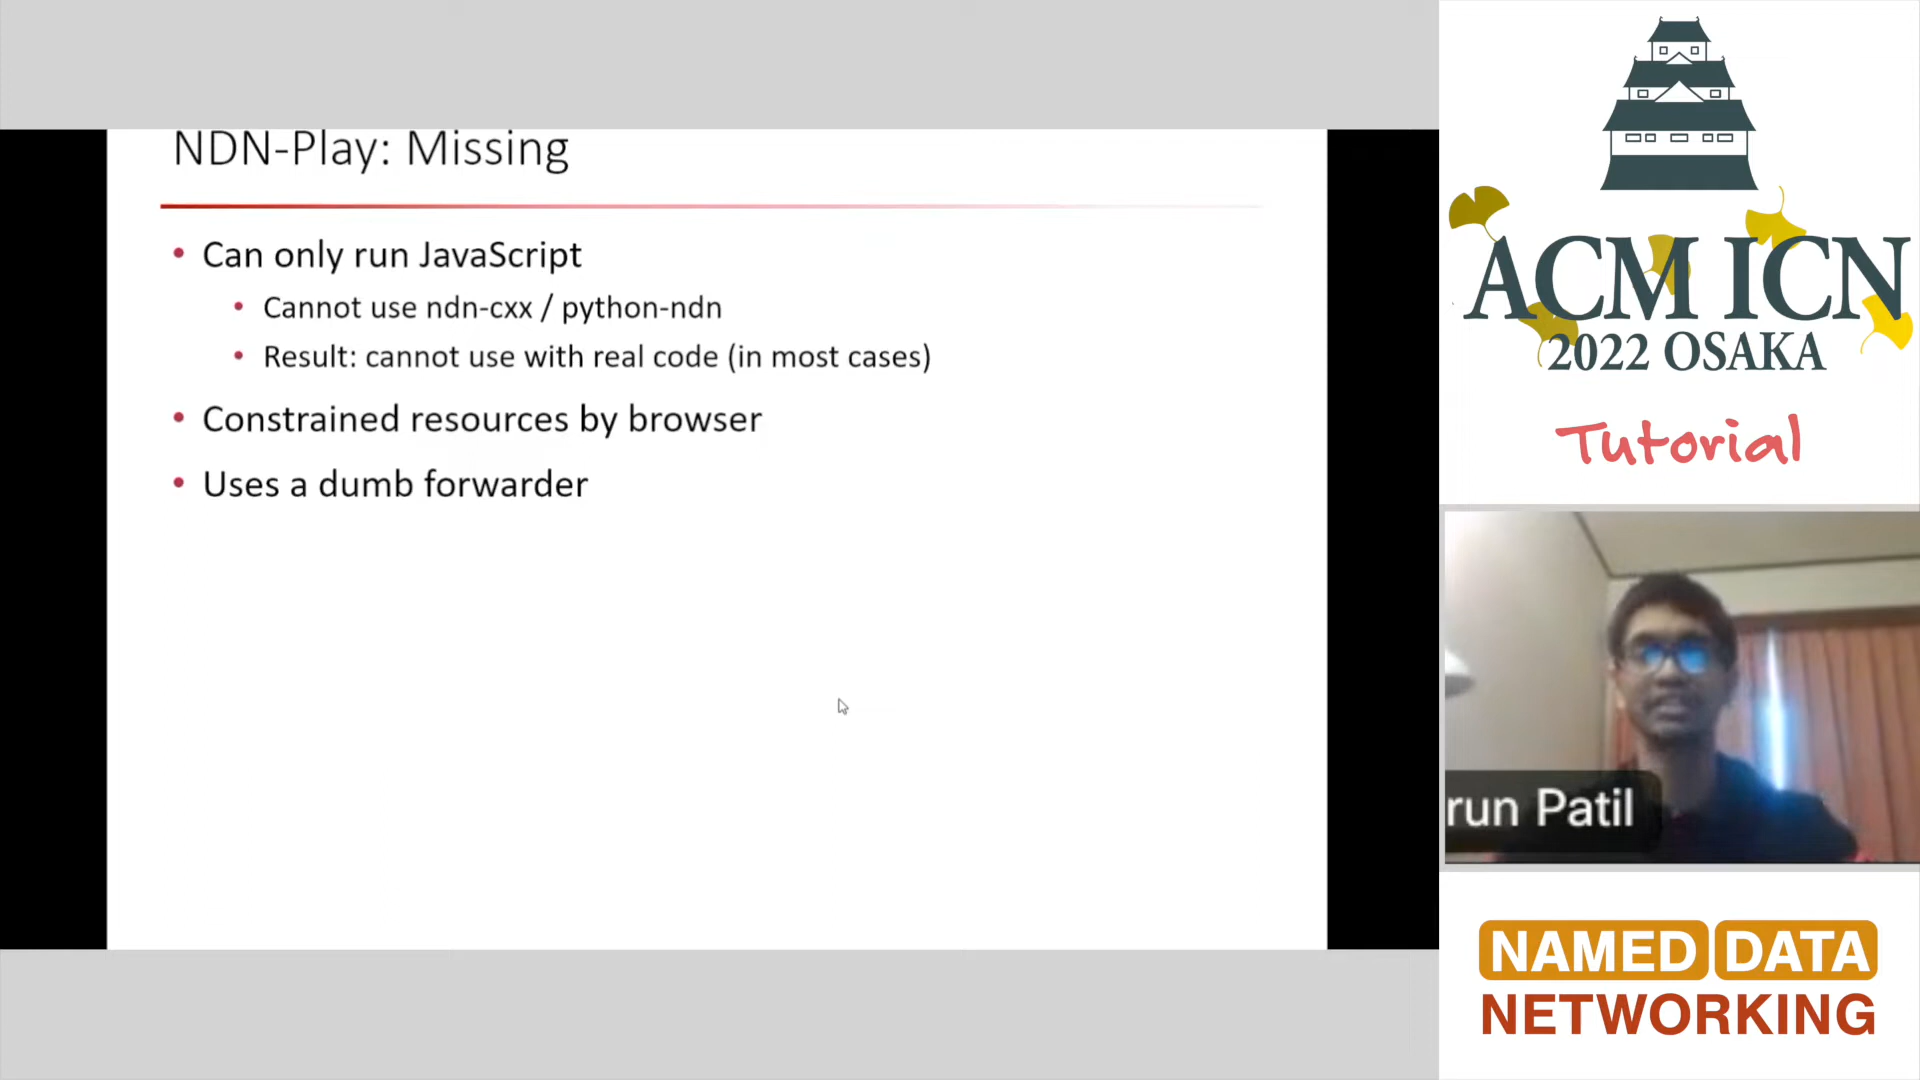 NDN-Play: Missing
Can only run JavaScript
Cannot use ndn-cxx / python-ndn
Result: cannot use with real code (in most cases)
Constrained resources by browser
Uses a dumb forwarder
ACM ICN
2022 OSAKA
Tutorial
run Patil
NAMED DATA
NETWORKING